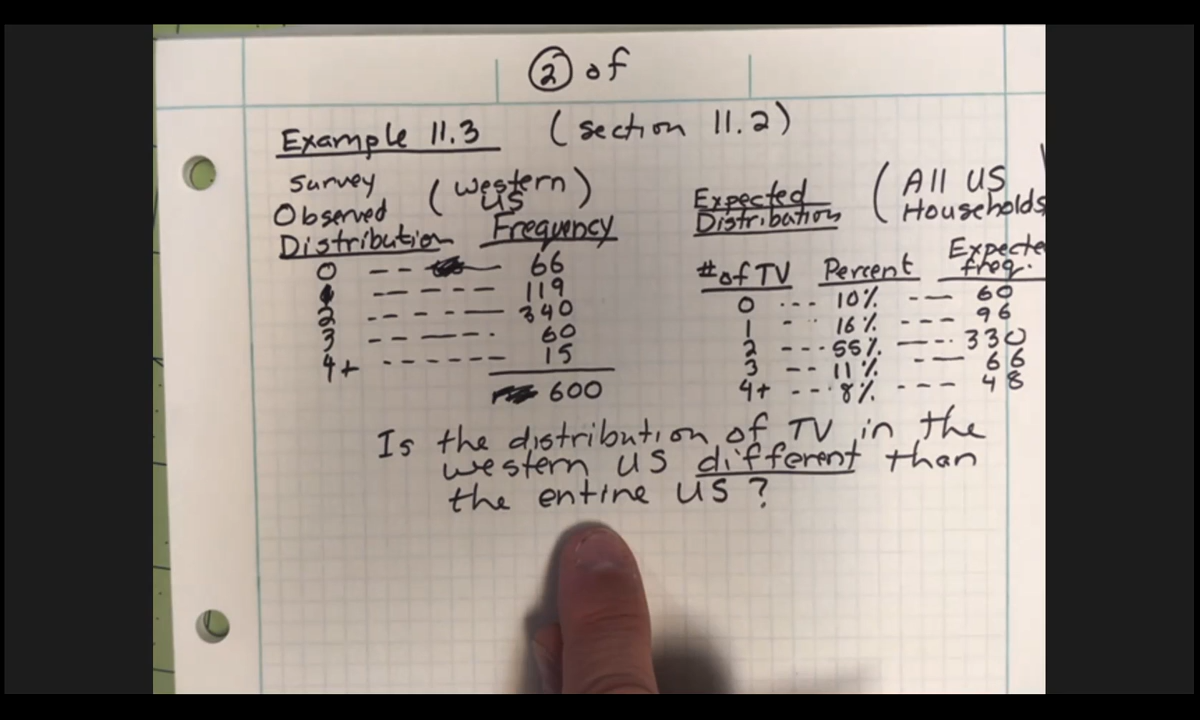 ② of
Example 11.3 (section 11.2)
Survey (Western US)
Observed
Distribution Frequency
0 -- -- 66
1 ----- 119
2 ----- 340
3 ----- 60
4+ ------ 15
600
Expected
Distribution (All US
Households
# of TV Percent Expecte
freq.
0 --- 10% --- 60
1 -- 16% --- 96
2 --- 55% --- 330
3 -- 11% -- 66
4+ --- 8% --- 48
Is the distribution of TV in the
western US different than
the entire US?